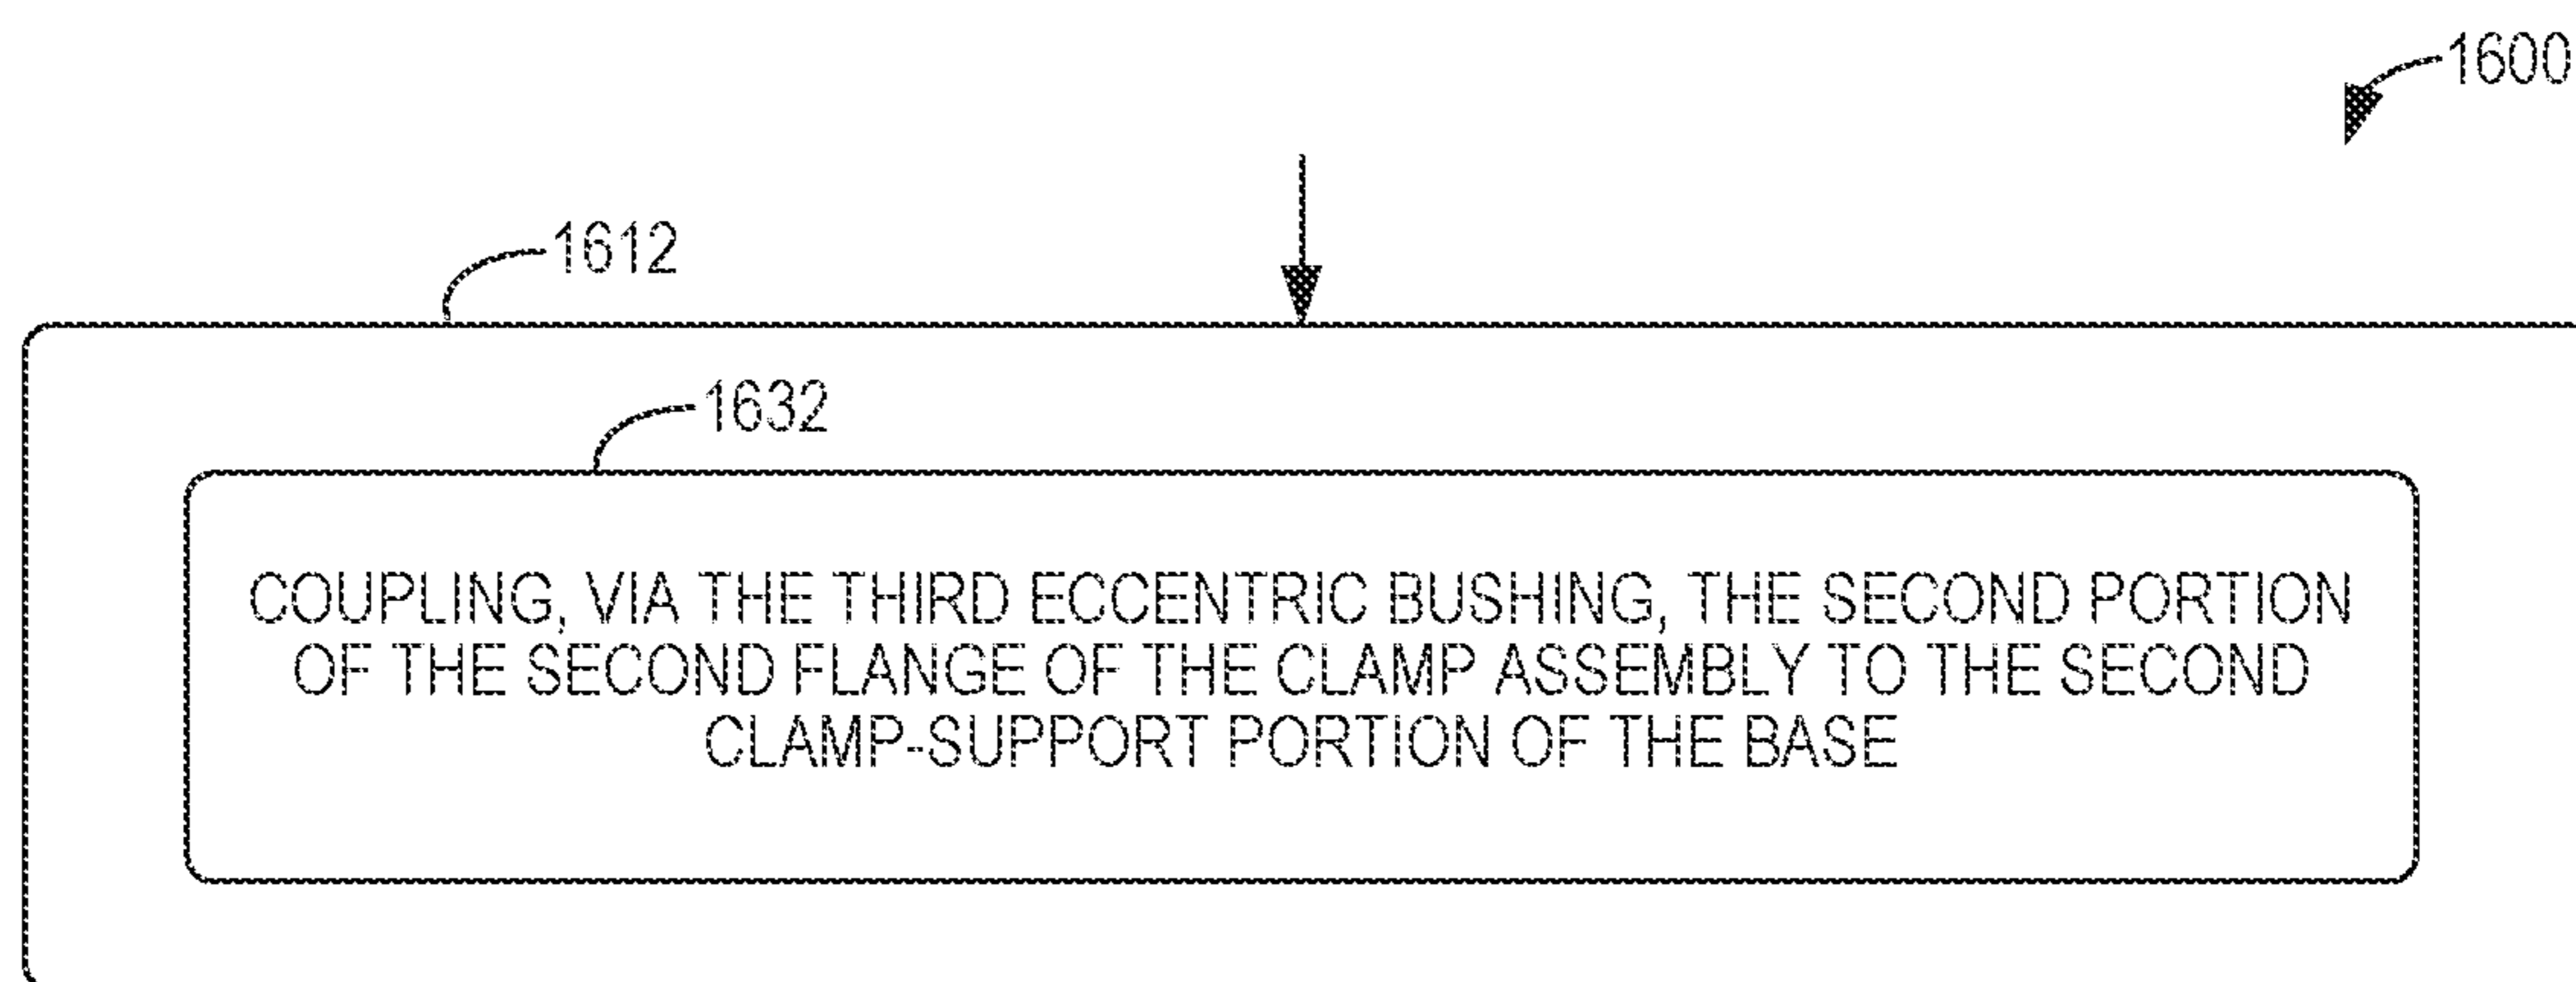 1600
1612
1632
COUPLING, VIA THE THIRD ECCENTRIC BUSHING, THE SECOND PORTION
OF THE SECOND FLANGE OF THE CLAMP ASSEMBLY TO THE SECOND
CLAMP-SUPPORT PORTION OF THE BASE